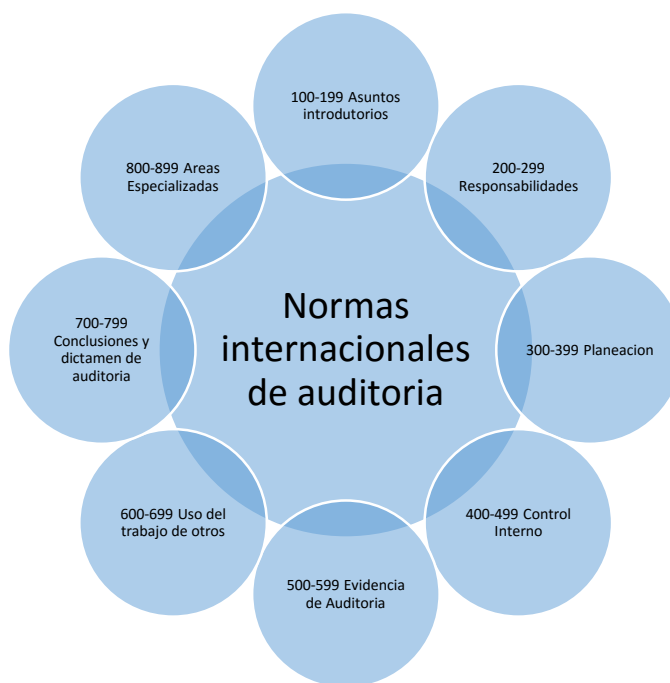 100-199 Asuntos
introdutorios
200-299
Responsabilidades
300-399 Planeacion
400-499 Control
Interno
500-599 Evidencia
de Auditoria
600-699 Uso del
trabajo de otros
700-799
Conclusiones y
dictamen de
auditoria
800-899 Areas
Especializadas
Normas
internacionales
de auditoria